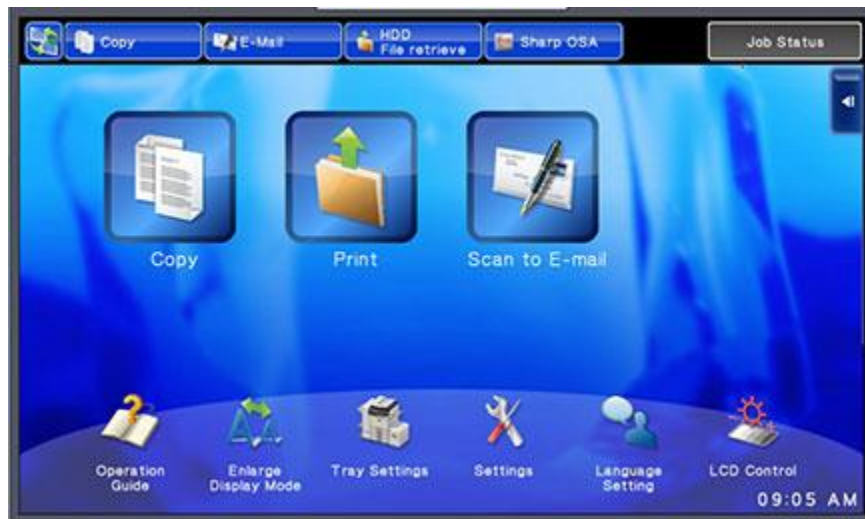 Copy
E-Mail
HDD
File retrieve
Sharp OSA
Job Status
Copy
Print
Scan to E-mail
Operation
Guide
Enlarge
Display Mode
Tray Settings
Settings
Language
Setting
LCD Control
09:05 AM